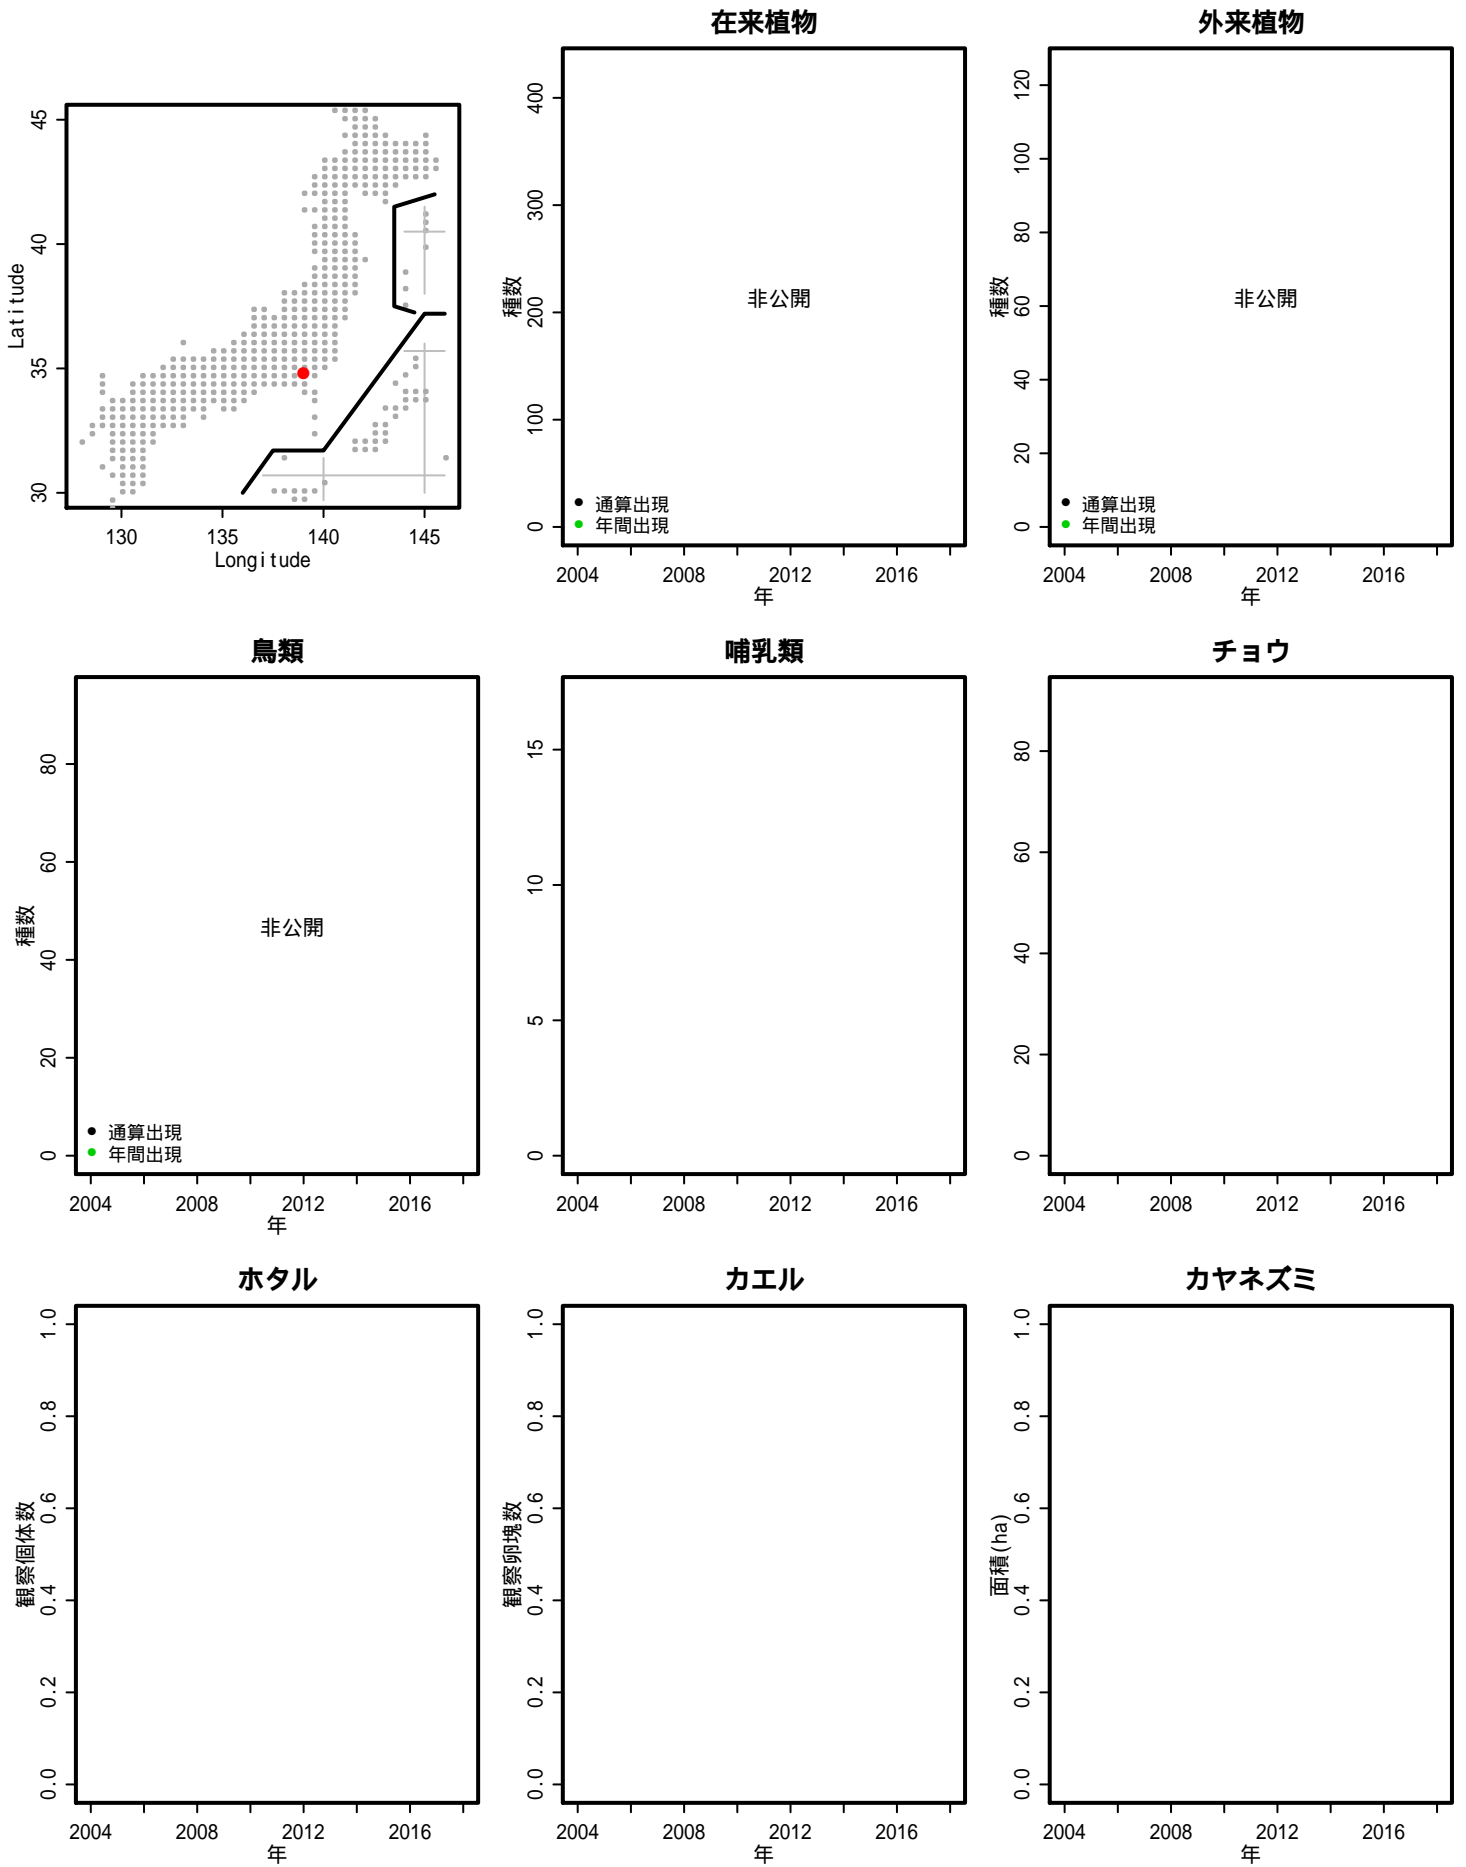 在来植物
外来植物
45
40
35
30
Latitude
130 135 140 145
Longitude
400
300
200
100
0
種数
非公開
通算出現
年間出現
2004 2008 2012 2016
年
120
100
80
60
40
20
0
種数
非公開
通算出現
年間出現
2004 2008 2012 2016
年
鳥類
哺乳類
チョウ
80
60
40
20
0
種数
非公開
通算出現
年間出現
2004 2008 2012 2016
年
15
10
5
0
2004 2008 2012 2016
80
60
40
20
0
2004 2008 2012 2016
ホタル
カエル
カヤネズミ
1.0
0.8
0.6
0.4
0.2
0.0
観察個体数
2004 2008 2012 2016
年
1.0
0.8
0.6
0.4
0.2
0.0
観察卵塊数
2004 2008 2012 2016
年
1.0
0.8
0.6
0.4
0.2
0.0
面積(ha)
2004 2008 2012 2016
年